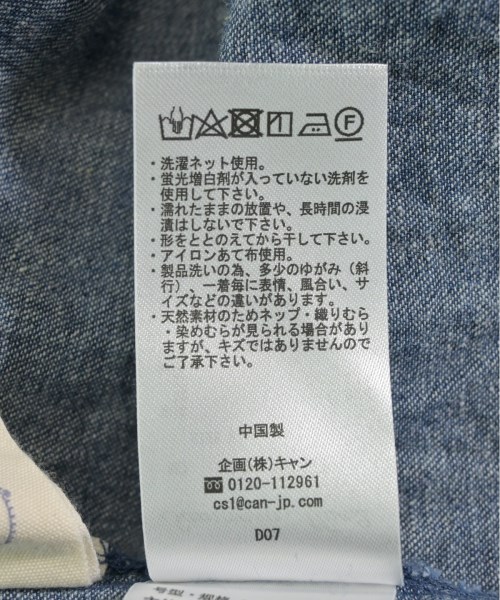 F
・洗濯ネット使用。
・蛍光増白剤が入っていない洗剤を
使用して下さい。
・濡れたままの放置や、長時間の浸
漬はしないで下さい。
・形をととのえてから干して下さい。
・アイロンあて布使用。
・製品洗いの為、多少のゆがみ（斜
行）、一着毎に表情、風合い、サ
イズなどの違いがあります。
・天然素材のためネップ・織りむら
・染めむらが見られる場合があり
ますが、キズではありませんので
ご了承下さい。
中国製
企画(株)キャン
0120-112961
cs1@can-jp.com
D07
号型・规格